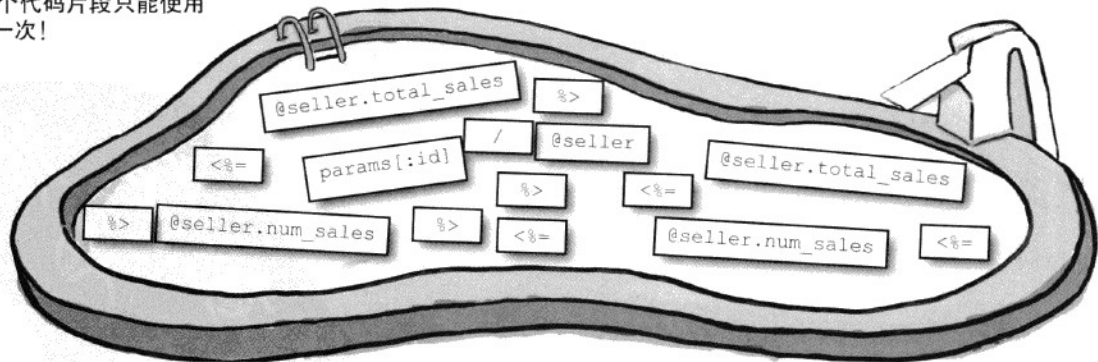 个代码片段只能使用
一次！
@seller.total_sales
%>
/
@seller
<%=
params[:id]
@seller.total_sales
%>
<%=
%>
@seller.num_sales
%>
<%=
@seller.num_sales
<%=